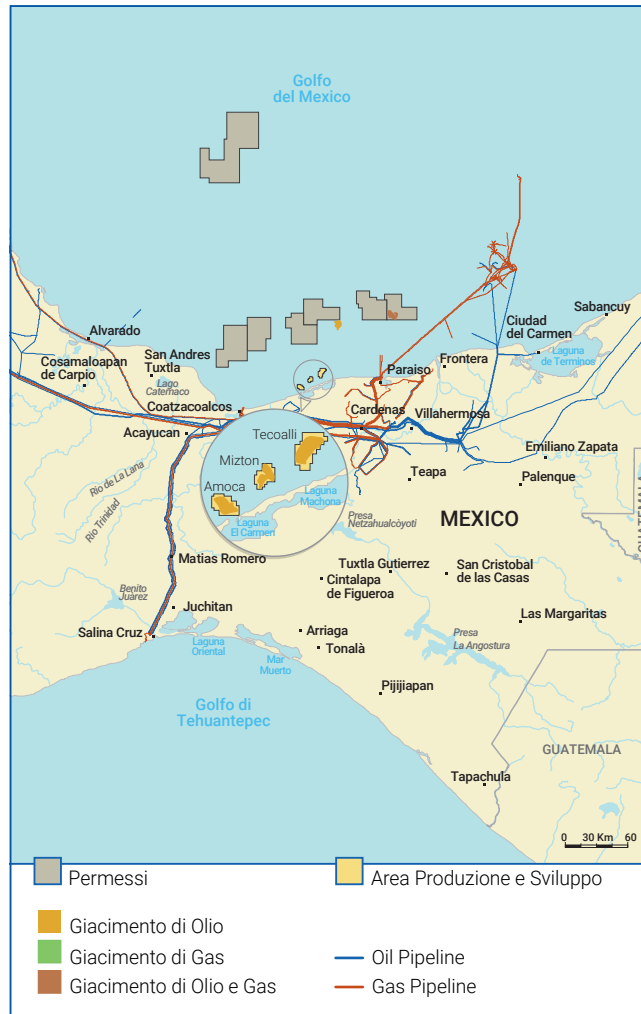 Golfo
del Mexico
Sabancuy
Ciudad
del Carmen
Laguna
de Terminos
Alvarado
Cosamaloapan
de Carpio
San Andres
Tuxtla
Lago
Catemaco
Coatzacoalcos
Acayucan
Paraiso
Frontera
Cardenas
Villahermosa
Tecoalli
Mizton
Amoca
Laguna
Machona
Laguna
El Carmen
Emiliano Zapata
Teapa
Palenque
Rio de La Lana
Rio Trinidad
Presa
Netzahualcòyoti
MEXICO
GUATEMALA
Matias Romero
Tuxtla Gutierrez
Cintalapa
de Figueroa
San Cristobal
de las Casas
Benito
Juàrez
Juchitan
Las Margaritas
Salina Cruz
Laguna
Oriental
Arriaga
Tonalà
Mar
Muerto
Presa
La Angostura
Golfo di
Tehuantepec
Pijijiapan
GUATEMALA
Tapachula
0 30 Km 60
Permessi
Area Produzione e Sviluppo
Giacimento di Olio
Giacimento di Gas
Oil Pipeline
Giacimento di Olio e Gas
Gas Pipeline